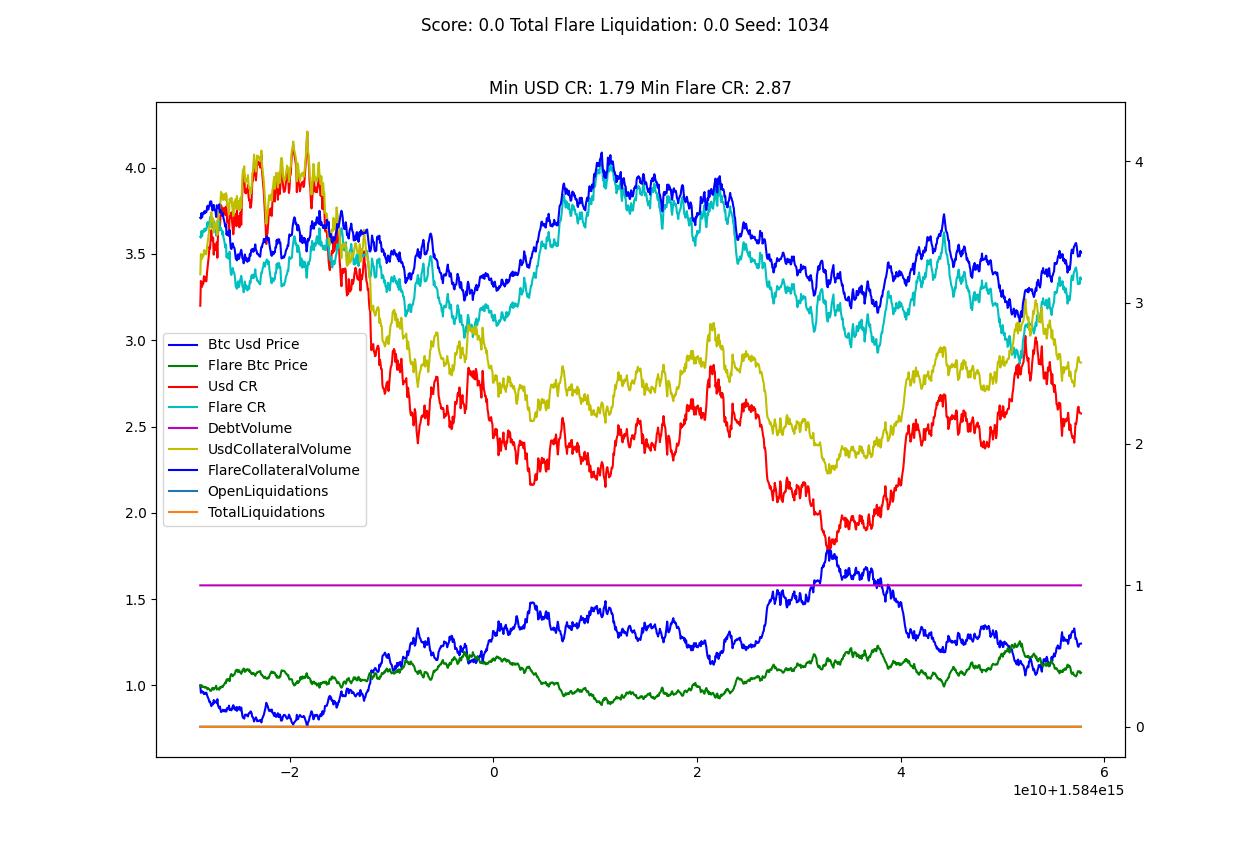 Score: 0.0 Total Flare Liquidation: 0.0 Seed: 1034
Min USD CR: 1.79 Min Flare CR: 2.87
4.0
3.5
3.0
2.5
2.0
1.5
1.0
4
3
2
1
0
Btc Usd Price
Flare Btc Price
Usd CR
Flare CR
DebtVolume
UsdCollateralVolume
FlareCollateralVolume
OpenLiquidations
TotalLiquidations
−2 0 2 4 6
1e10+1.584e15